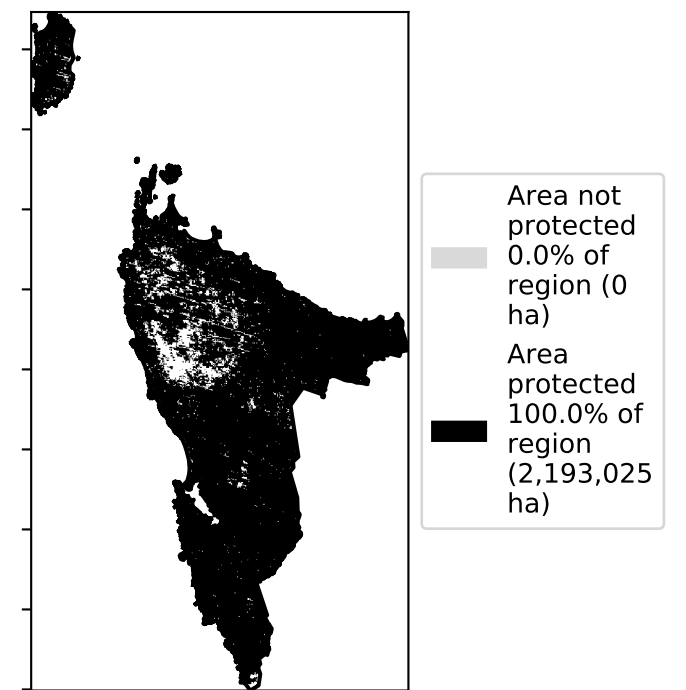 Area not
protected
0.0% of
region (0
ha)
Area
protected
100.0% of
region
(2,193,025
ha)